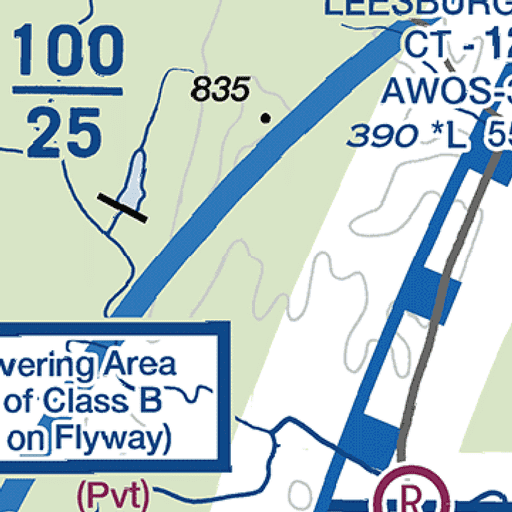 LEESBURG
CT - 12
AWOS-3
390 *L 55
100
25
835
vering Area
of Class B
on Flyway)
(Pvt)
R